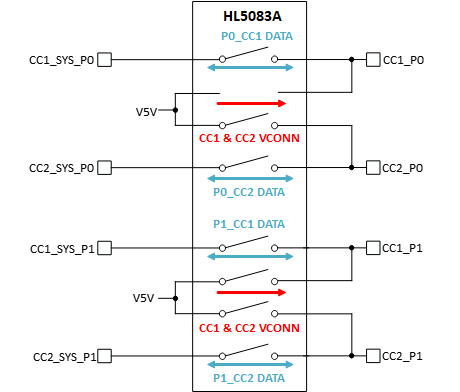 HL5083A
P0_CC1 DATA
CC1_SYS_P0
CC1_P0
V5V
CC1 & CC2 VCONN
CC2_SYS_P0
CC2_P0
P0_CC2 DATA
P1_CC1 DATA
CC1_SYS_P1
CC1_P1
V5V
CC1 & CC2 VCONN
CC2_SYS_P1
CC2_P1
P1_CC2 DATA